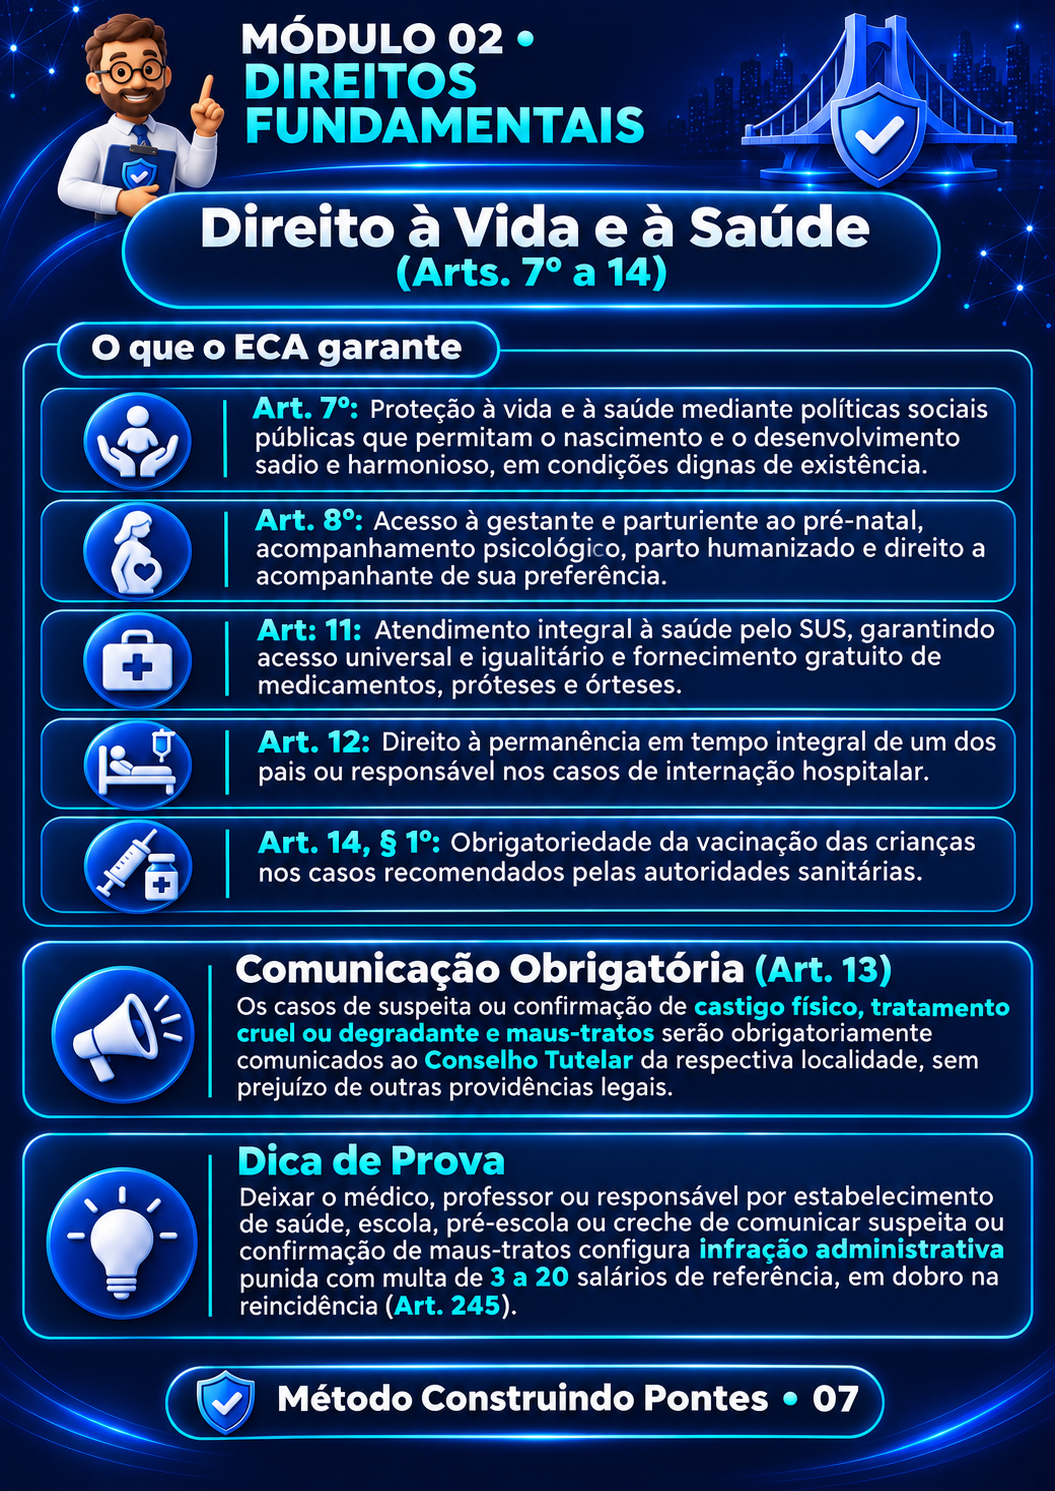 MÓDULO 02 •
DIREITOS
FUNDAMENTAIS
Direito à Vida e à Saúde
(Arts. 7º a 14)
O que o ECA garante
Art. 7º: Proteção à vida e à saúde mediante políticas sociais
públicas que permitam o nascimento e o desenvolvimento
sadio e harmonioso, em condições dignas de existência.
Art. 8º: Acesso à gestante e parturiente ao pré-natal,
acompanhamento psicológico, parto humanizado e direito a
acompanhante de sua preferência.
Art: 11: Atendimento integral à saúde pelo SUS, garantindo
acesso universal e igualitário e fornecimento gratuito de
medicamentos, próteses e órteses.
Art. 12: Direito à permanência em tempo integral de um dos
pais ou responsável nos casos de internação hospitalar.
Art. 14, § 1º: Obrigatoriedade da vacinação das crianças
nos casos recomendados pelas autoridades sanitárias.
Comunicação Obrigatória (Art. 13)
Os casos de suspeita ou confirmação de castigo físico, tratamento
cruel ou degradante e maus-tratos serão obrigatoriamente
comunicados ao Conselho Tutelar da respectiva localidade, sem
prejuízo de outras providências legais.
Dica de Prova
Deixar o médico, professor ou responsável por estabelecimento
de saúde, escola, pré-escola ou creche de comunicar suspeita ou
confirmação de maus-tratos configura infração administrativa
punida com multa de 3 a 20 salários de referência, em dobro na
reincidência (Art. 245).
Método Construindo Pontes • 07